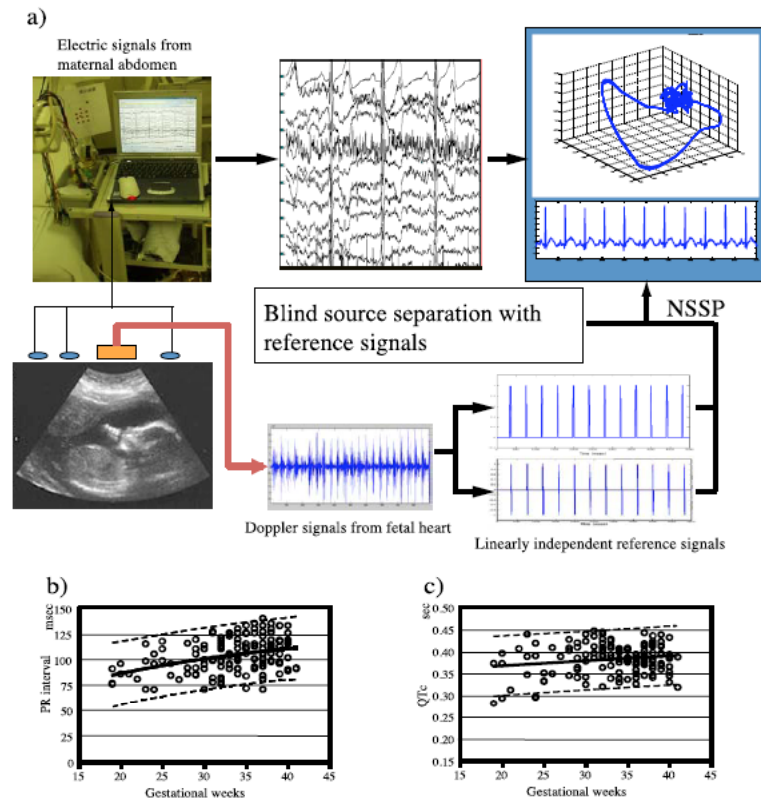 a)
Electric signals from
maternal abdomen
Blind source separation with
reference signals
NSSP
Doppler signals from fetal heart
Linearly independent reference signals
b)
msec
PR interval
150
125
100
75
50
25
0
15 20 25 30 35 40 45
Gestational weeks
c)
sec
QTc
0.50
0.45
0.40
0.35
0.30
0.25
0.20
0.15
15 20 25 30 35 40 45
Gestational weeks